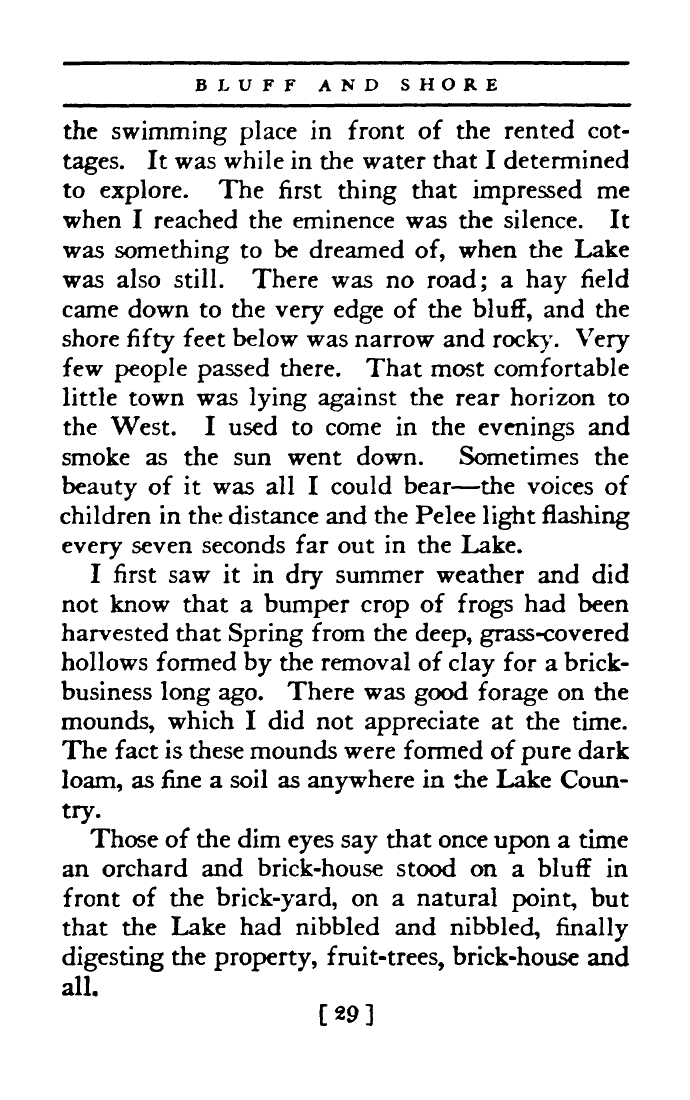 BLUFF AND SHORE
the swimming place in front of the rented cot-
tages. It was while in the water that I determined
to explore. The first thing that impressed me
when I reached the eminence was the silence. It
was something to be dreamed of, when the Lake
was also still. There was no road; a hay field
came down to the very edge of the bluff, and the
shore fifty feet below was narrow and rocky. Very
few people passed there. That most comfortable
little town was lying against the rear horizon to
the West. I used to come in the evenings and
smoke as the sun went down. Sometimes the
beauty of it was all I could bear—the voices of
children in the distance and the Pelee light flashing
every seven seconds far out in the Lake.
I first saw it in dry summer weather and did
not know that a bumper crop of frogs had been
harvested that Spring from the deep, grass-covered
hollows formed by the removal of clay for a brick-
business long ago. There was good forage on the
mounds, which I did not appreciate at the time.
The fact is these mounds were formed of pure dark
loam, as fine a soil as anywhere in the Lake Coun-
try.
Those of the dim eyes say that once upon a time
an orchard and brick-house stood on a bluff in
front of the brick-yard, on a natural point, but
that the Lake had nibbled and nibbled, finally
digesting the property, fruit-trees, brick-house and
all.
[ 29 ]